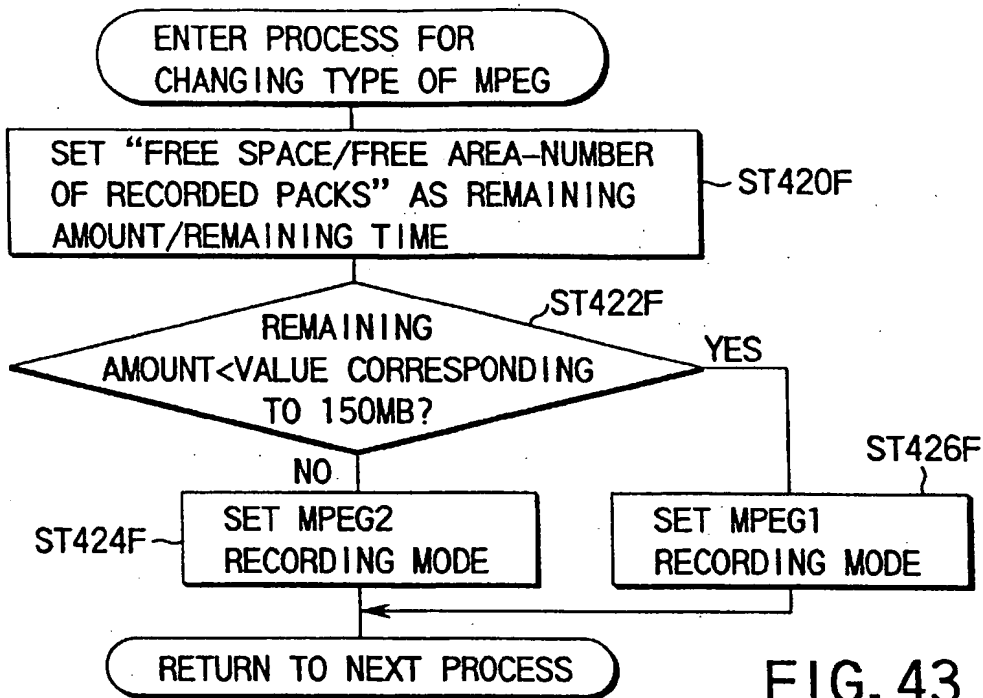 ENTER PROCESS FOR
CHANGING TYPE OF MPEG
SET “FREE SPACE/FREE AREA-NUMBER
OF RECORDED PACKS” AS REMAINING
AMOUNT/REMAINING TIME
ST420F
ST422F
REMAINING
AMOUNT<VALUE CORRESPONDING
TO 150MB?
YES
NO
ST426F
ST424F
SET MPEG2
RECORDING MODE
SET MPEG1
RECORDING MODE
RETURN TO NEXT PROCESS
FIG. 43